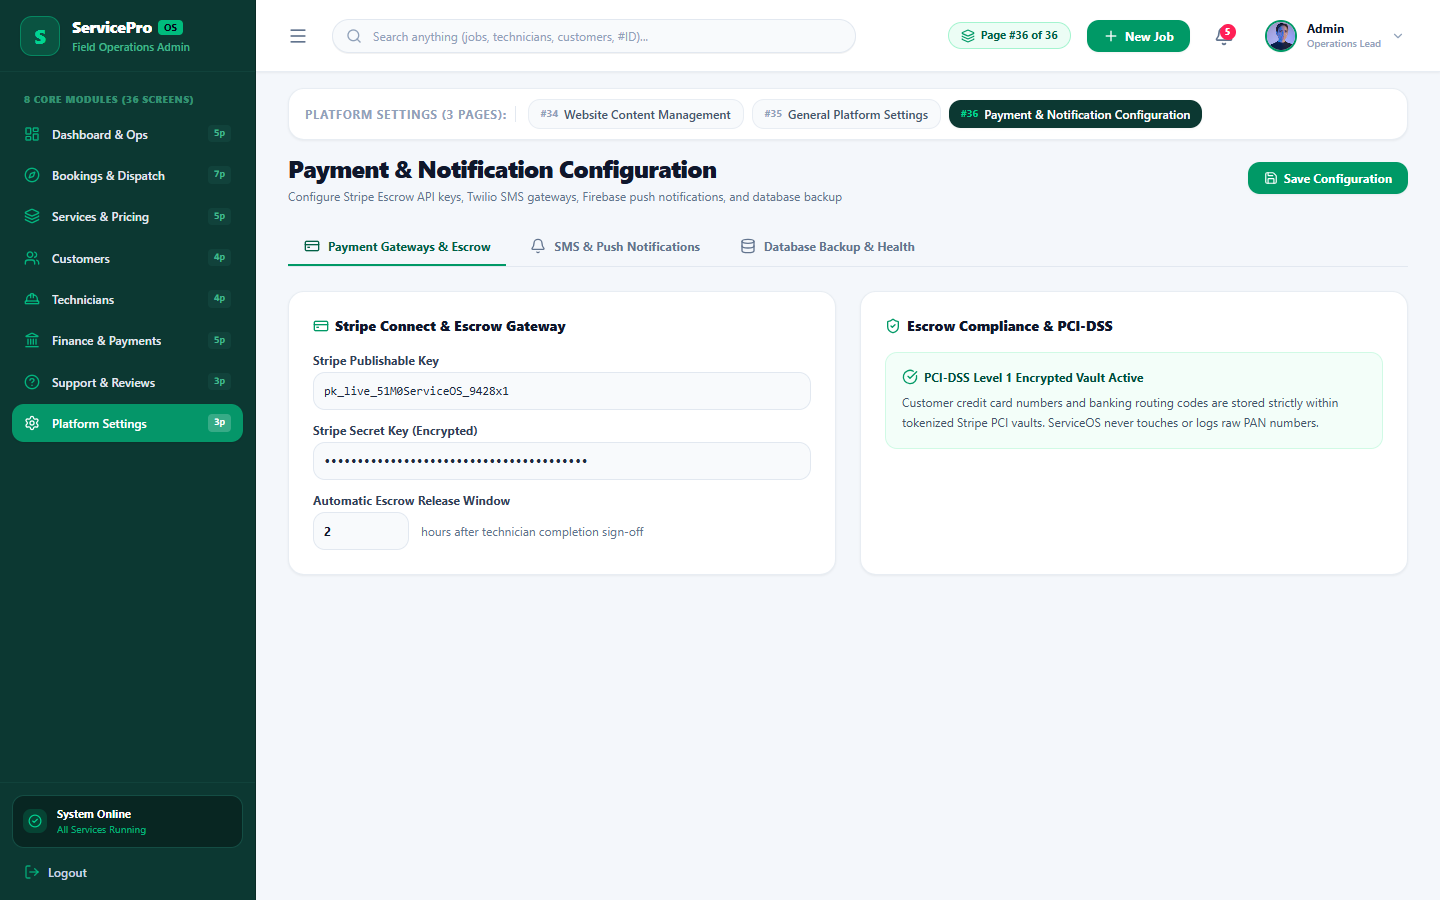 S
ServicePro OS
Field Operations Admin
8 CORE MODULES (36 SCREENS)
Dashboard & Ops 5p
Bookings & Dispatch 7p
Services & Pricing 5p
Customers 4p
Technicians 4p
Finance & Payments 5p
Support & Reviews 3p
Platform Settings 3p
System Online
All Services Running
Logout
Search anything (jobs, technicians, customers, #ID)...
Page #36 of 36
New Job
5
Admin
Operations Lead
PLATFORM SETTINGS (3 PAGES):
#34 Website Content Management
#35 General Platform Settings
#36 Payment & Notification Configuration
Payment & Notification Configuration
Configure Stripe Escrow API keys, Twilio SMS gateways, Firebase push notifications, and database backup
Save Configuration
Payment Gateways & Escrow
SMS & Push Notifications
Database Backup & Health
Stripe Connect & Escrow Gateway
Stripe Publishable Key
pk_live_51M0ServiceOS_9428x1
Stripe Secret Key (Encrypted)
••••••••••••••••••••••••••••••••••••••••
Automatic Escrow Release Window
2 hours after technician completion sign-off
Escrow Compliance & PCI-DSS
PCI-DSS Level 1 Encrypted Vault Active
Customer credit card numbers and banking routing codes are stored strictly within
tokenized Stripe PCI vaults. ServiceOS never touches or logs raw PAN numbers.